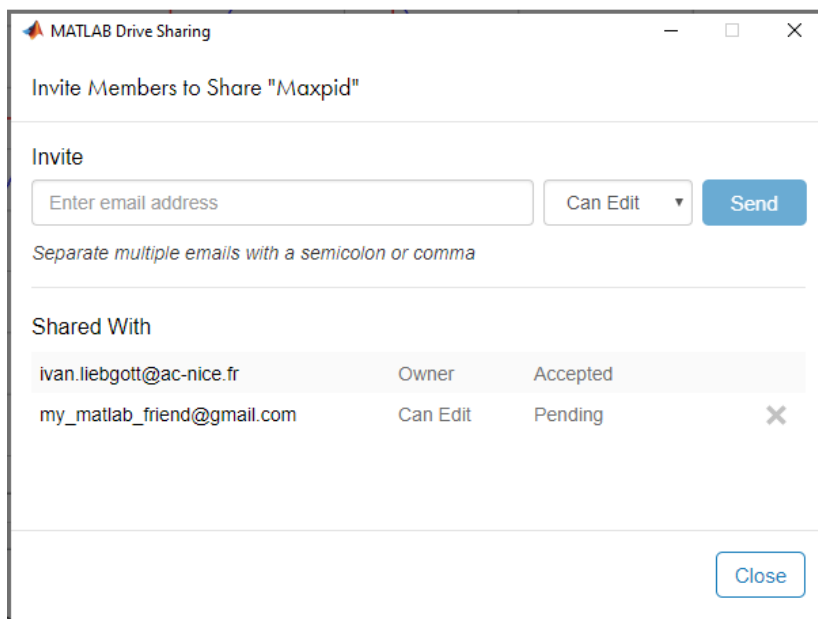 MATLAB Drive Sharing
Invite Members to Share "Maxpid"
Invite
Enter email address Can Edit Send
Separate multiple emails with a semicolon or comma
Shared With
ivan.liebgott@ac-nice.fr Owner Accepted
my_matlab_friend@gmail.com Can Edit Pending
Close